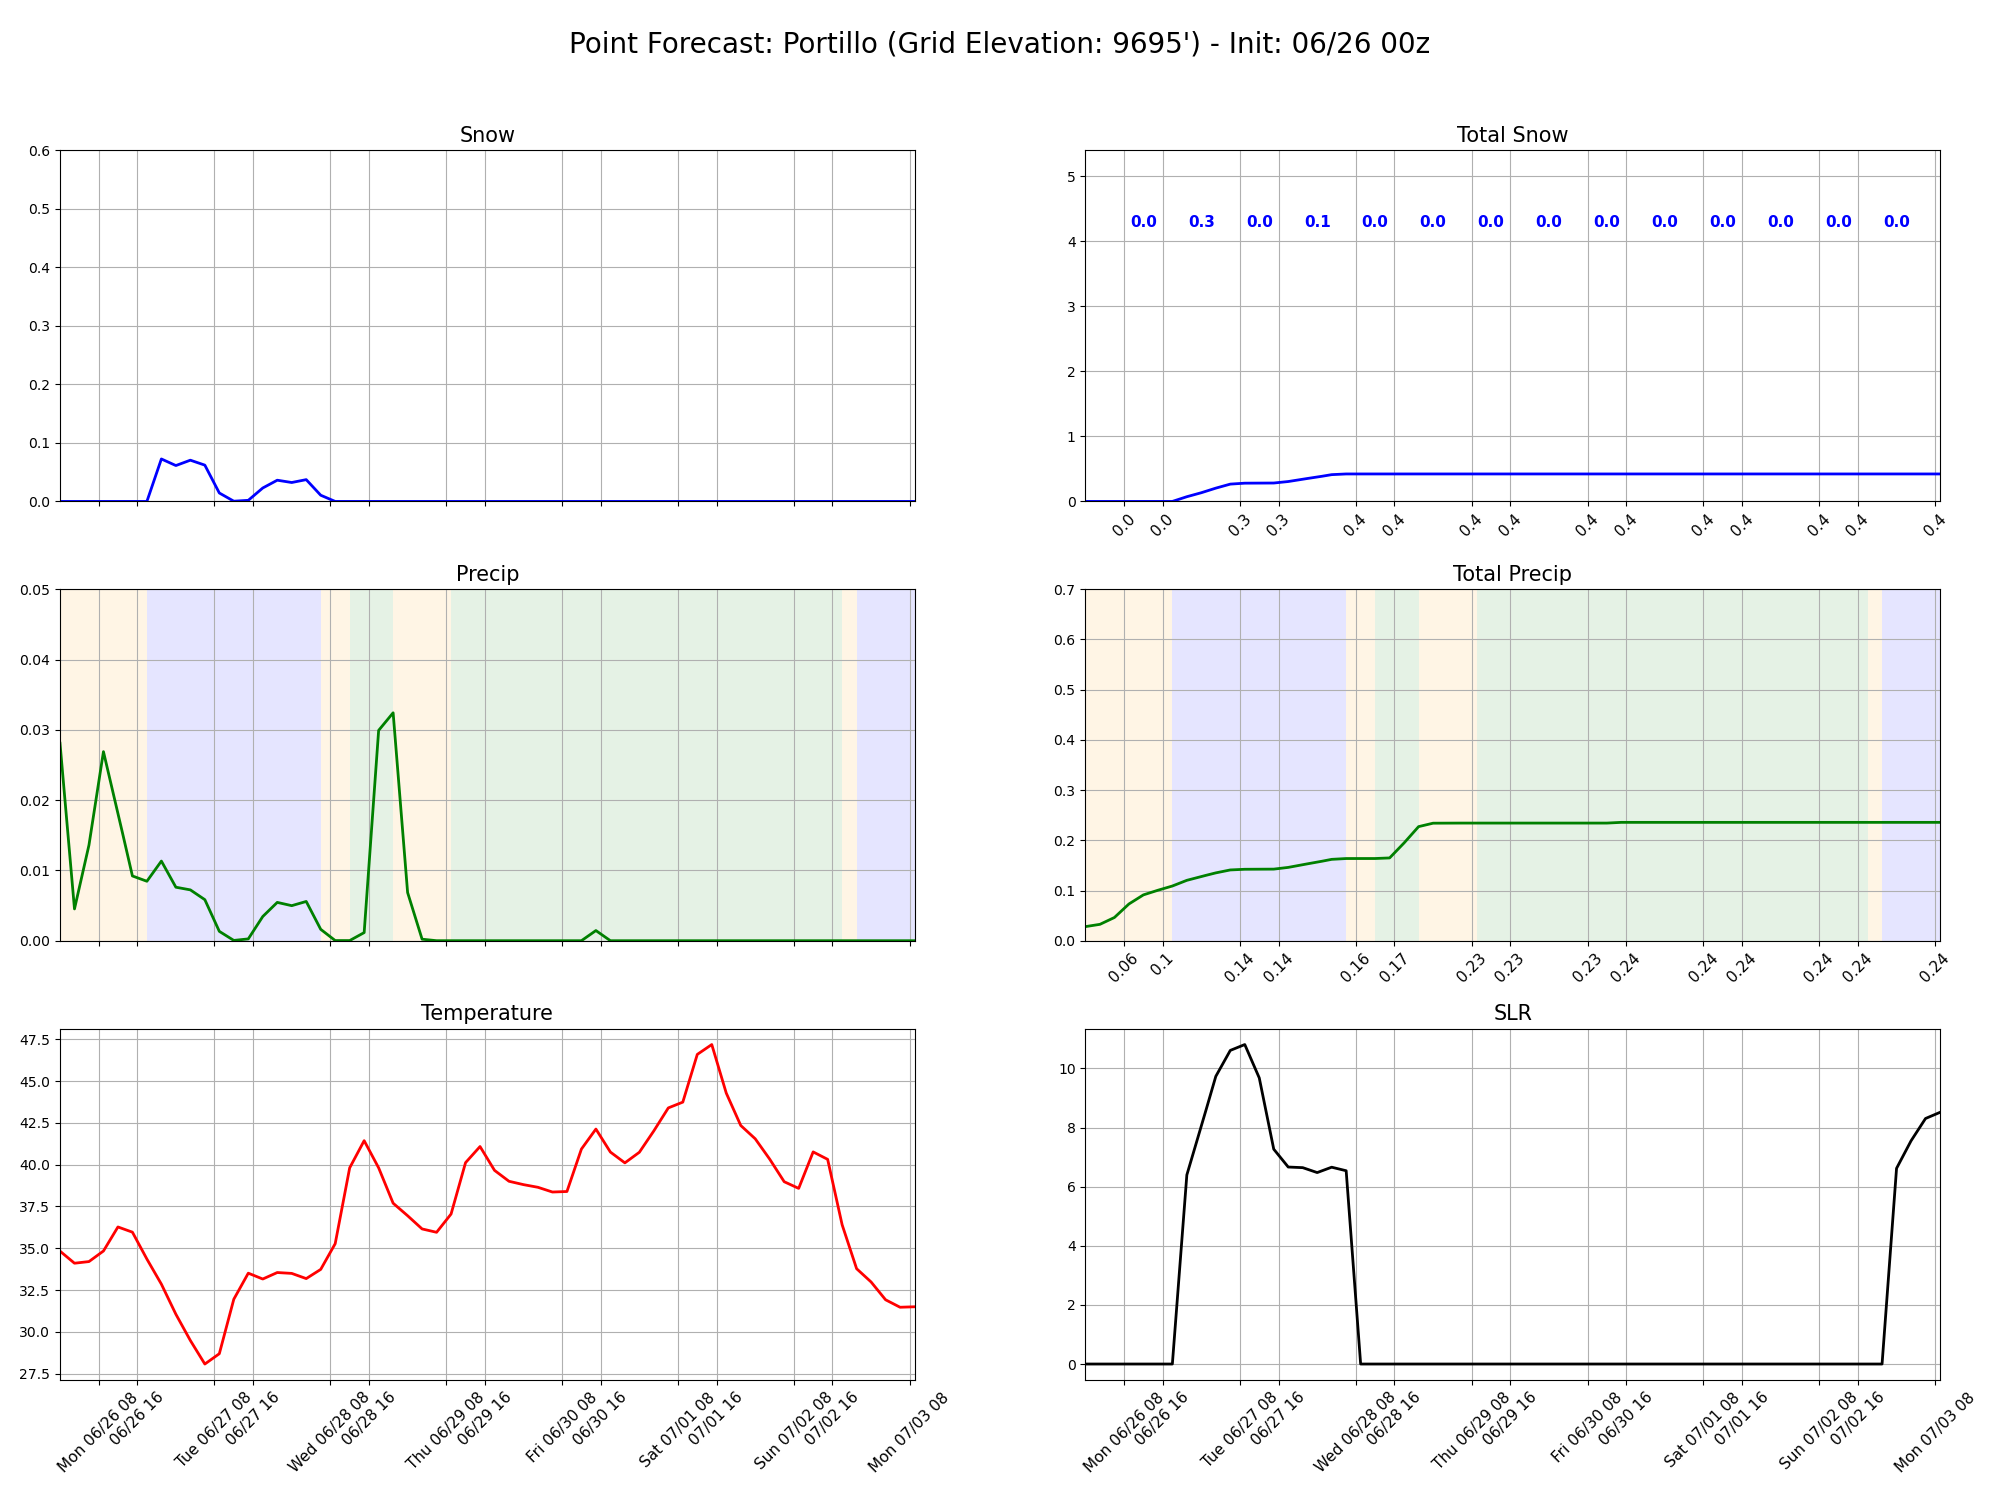 Point Forecast: Portillo (Grid Elevation: 9695') - Init: 06/26 00z
Snow
0.6
0.5
0.4
0.3
0.2
0.1
0.0
Total Snow
5
4
3
2
1
0
0.0 0.3 0.0 0.1 0.0 0.0 0.0 0.0 0.0 0.0 0.0 0.0 0.0 0.0
0.0 0.0 0.3 0.3 0.4 0.4 0.4 0.4 0.4 0.4 0.4 0.4 0.4 0.4 0.4
Precip
0.05
0.04
0.03
0.02
0.01
0.00
Total Precip
0.7
0.6
0.5
0.4
0.3
0.2
0.1
0.0
0.06 0.1 0.14 0.14 0.16 0.17 0.23 0.23 0.23 0.24 0.24 0.24 0.24 0.24 0.24
Temperature
47.5
45.0
42.5
40.0
37.5
35.0
32.5
30.0
27.5
Mon 06/26 08
06/26 16
Tue 06/27 08
06/27 16
Wed 06/28 08
06/28 16
Thu 06/29 08
06/29 16
Fri 06/30 08
06/30 16
Sat 07/01 08
07/01 16
Sun 07/02 08
07/02 16
Mon 07/03 08
SLR
10
8
6
4
2
0
Mon 06/26 08
06/26 16
Tue 06/27 08
06/27 16
Wed 06/28 08
06/28 16
Thu 06/29 08
06/29 16
Fri 06/30 08
06/30 16
Sat 07/01 08
07/01 16
Sun 07/02 08
07/02 16
Mon 07/03 08